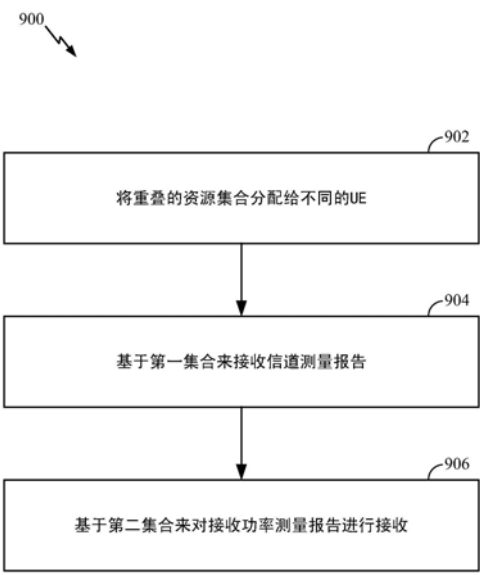 900
902
将重叠的资源集合分配给不同的UE
904
基于第一集合来接收信道测量报告
906
基于第二集合来对接收功率测量报告进行接收